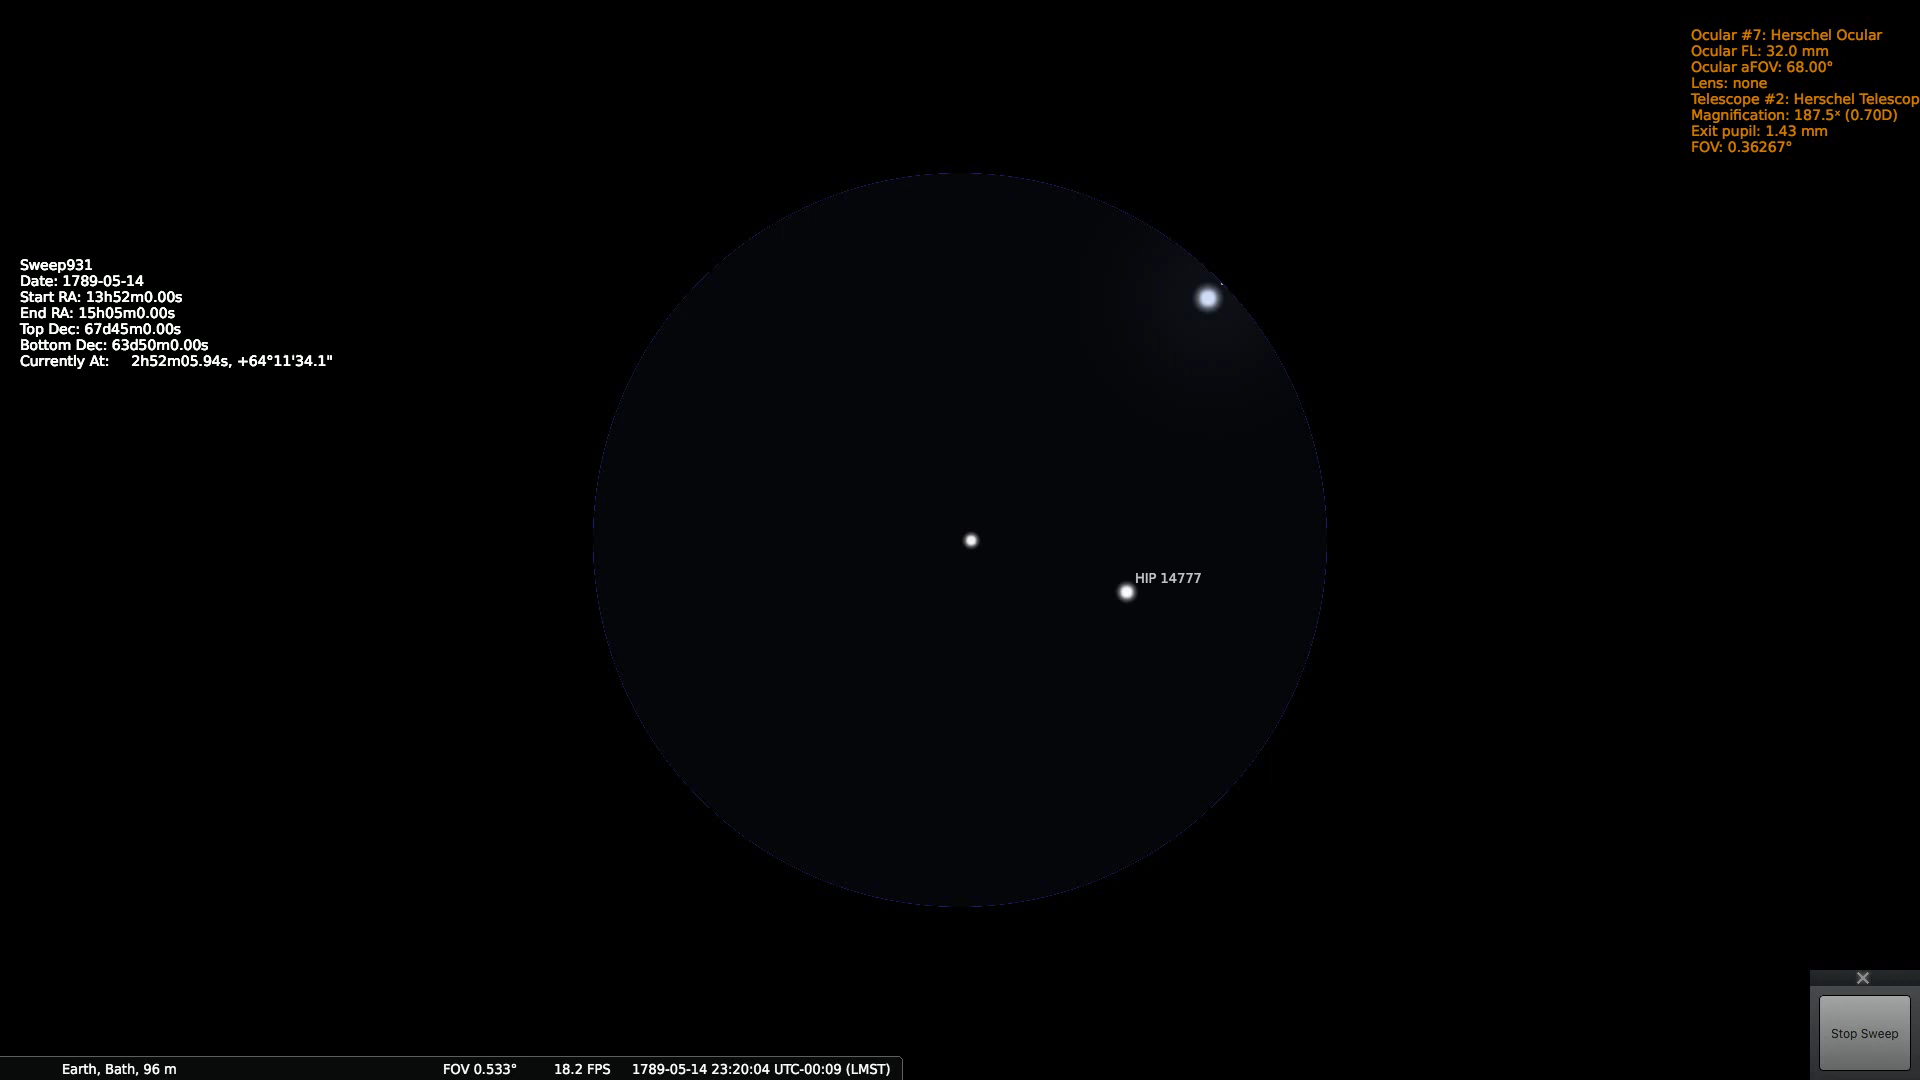 Ocular #7: Herschel Ocular
Ocular FL: 32.0 mm
Ocular aFOV: 68.00°
Lens: none
Telescope #2: Herschel Telescop
Magnification: 187.5ˣ (0.70D)
Exit pupil: 1.43 mm
FOV: 0.36267°
Sweep931
Date: 1789-05-14
Start RA: 13h52m0.00s
End RA: 15h05m0.00s
Top Dec: 67d45m0.00s
Bottom Dec: 63d50m0.00s
Currently At: 2h52m05.94s, +64°11'34.1"
HIP 14777
Stop Sweep
Earth, Bath, 96 m FOV 0.533° 18.2 FPS 1789-05-14 23:20:04 UTC-00:09 (LMST)